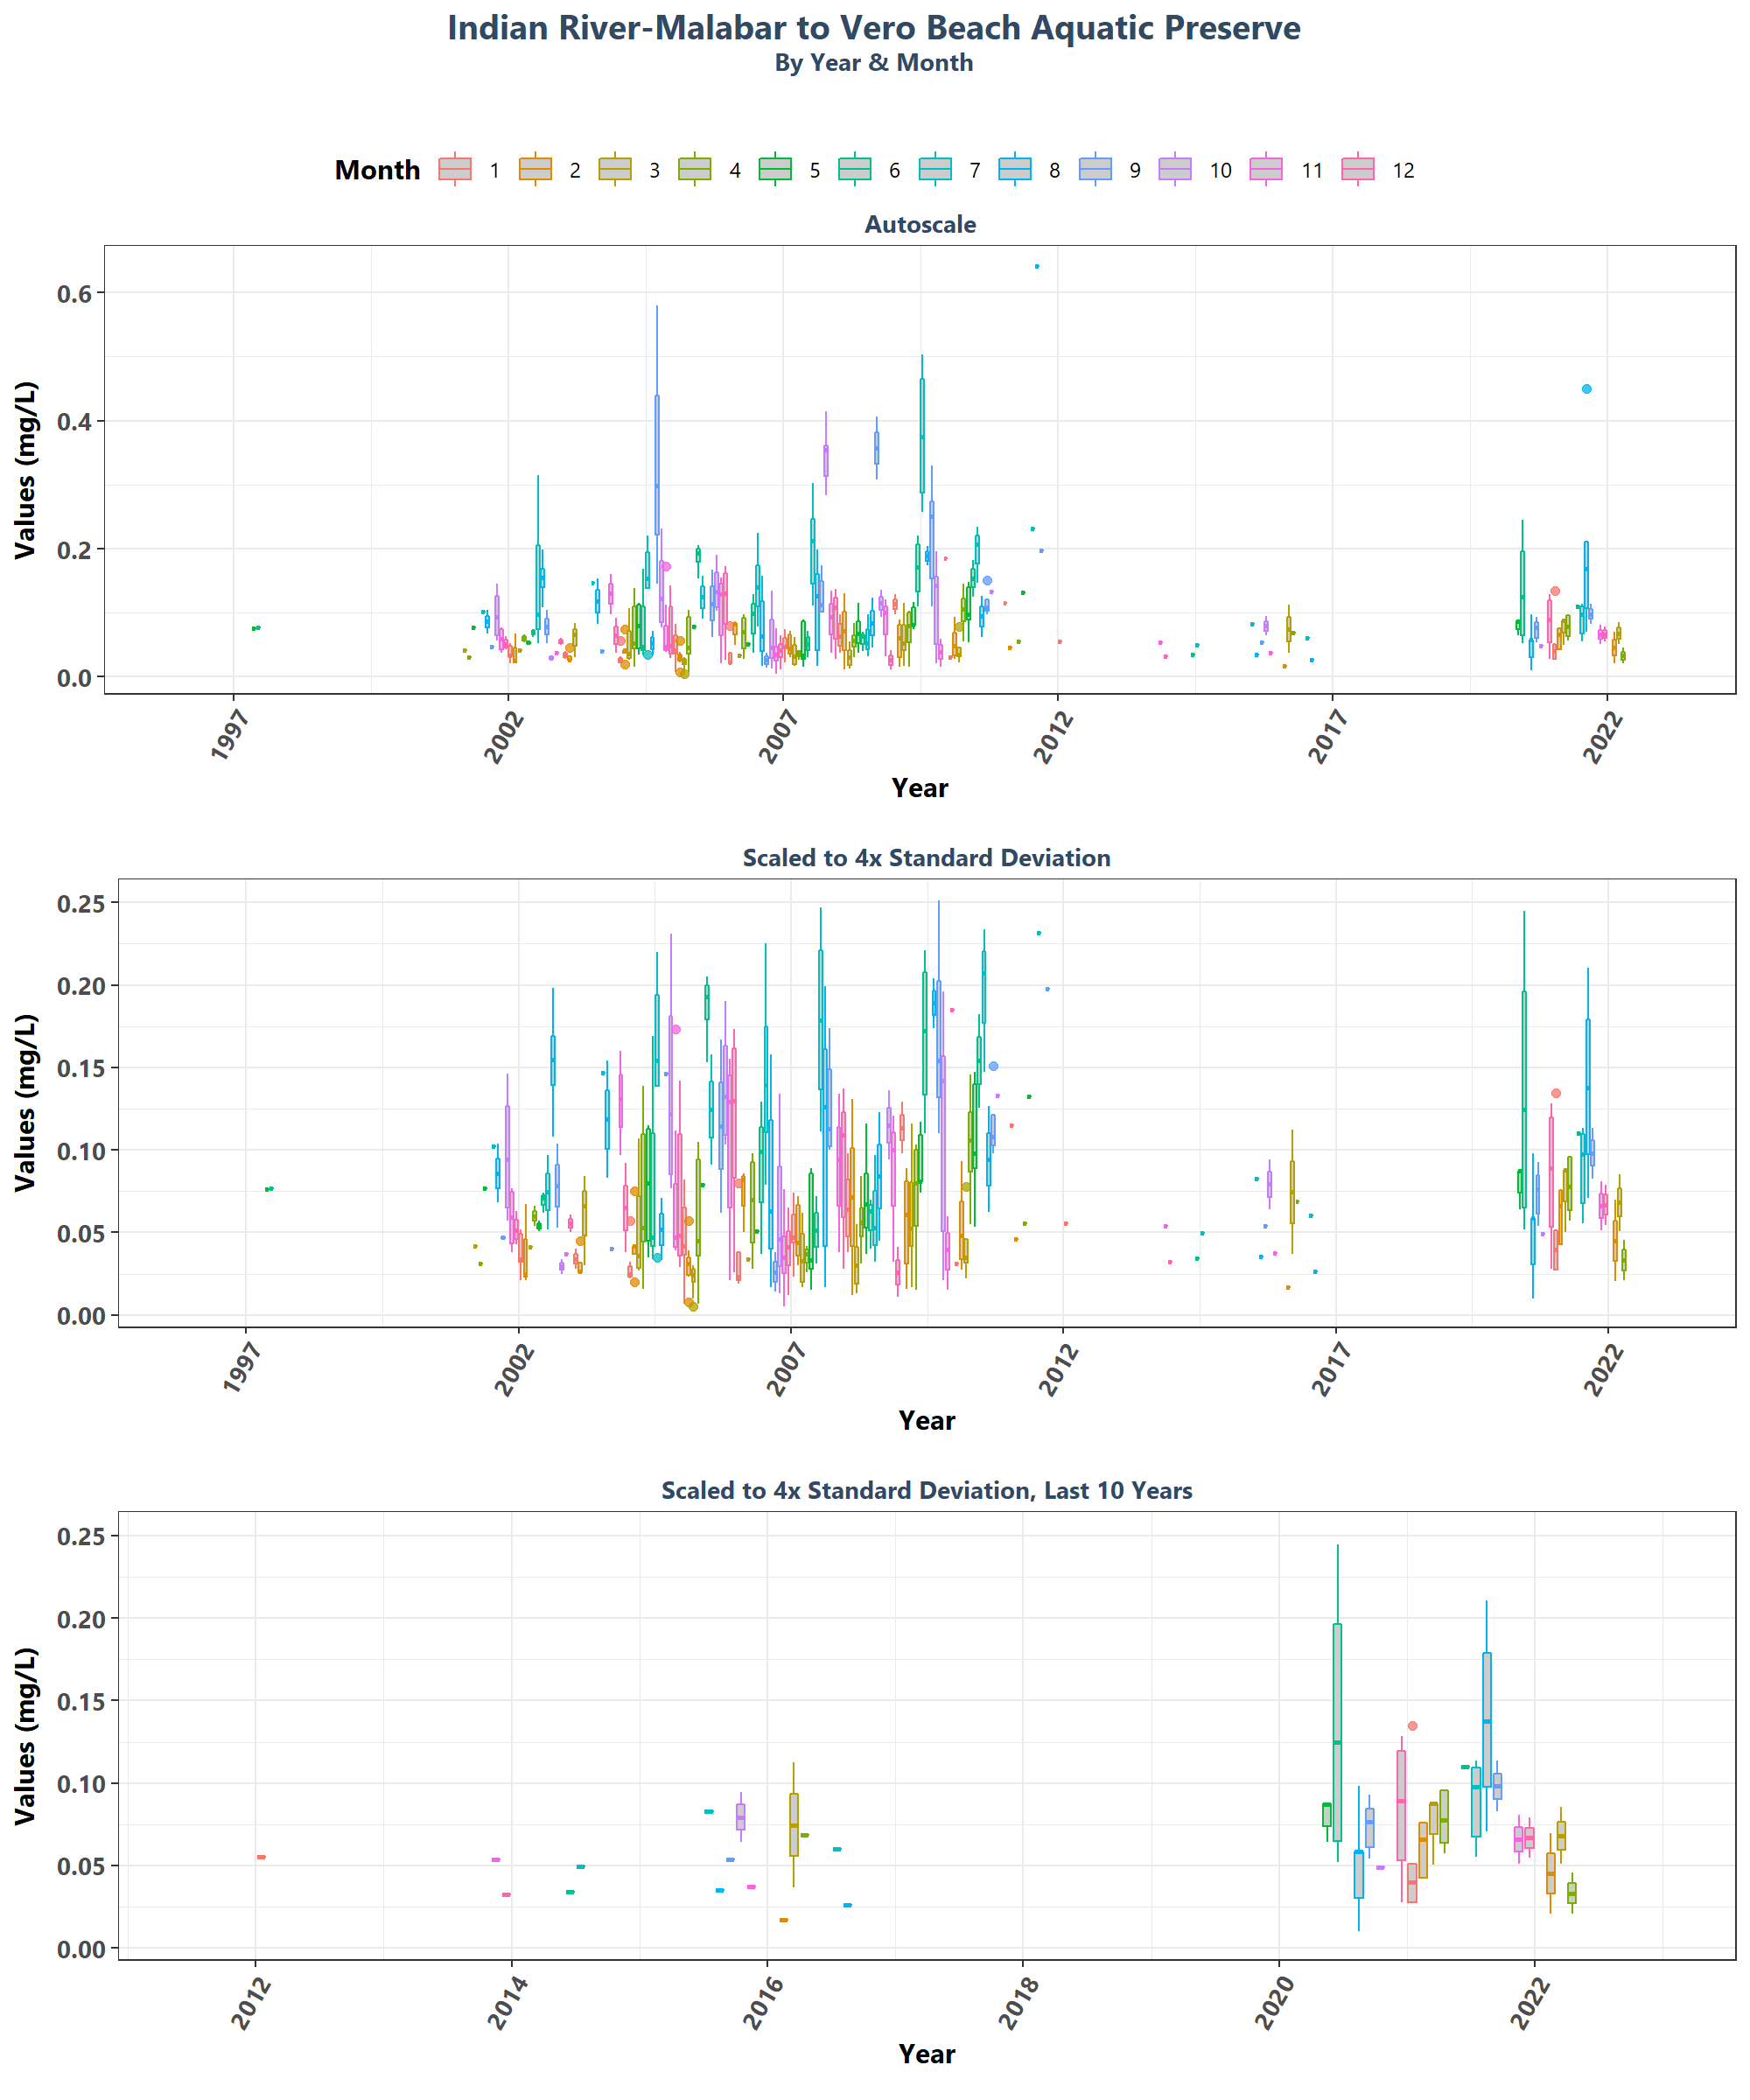 Indian River-Malabar to Vero Beach Aquatic Preserve
By Year & Month
Month 1 2 3 4 5 6 7 8 9 10 11 12
Autoscale
Values (mg/L)
0.6
0.4
0.2
0.0
1997 2002 2007 2012 2017 2022
Year
Scaled to 4x Standard Deviation
Values (mg/L)
0.25
0.20
0.15
0.10
0.05
0.00
1997 2002 2007 2012 2017 2022
Year
Scaled to 4x Standard Deviation, Last 10 Years
Values (mg/L)
0.25
0.20
0.15
0.10
0.05
0.00
2012 2014 2016 2018 2020 2022
Year